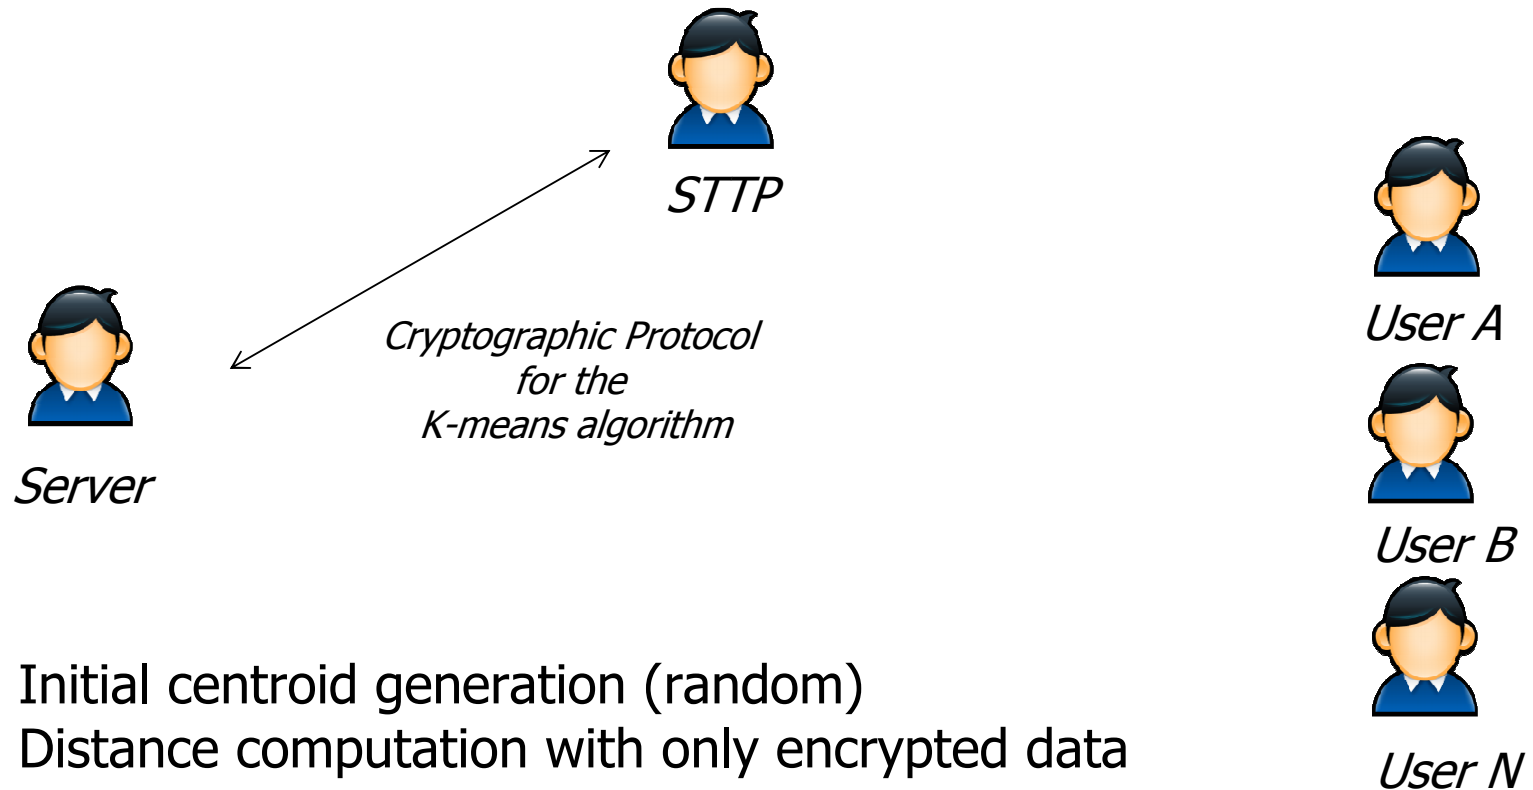 STTP
User A
Cryptographic Protocol
for the
K-means algorithm
Server
User B
Initial centroid generation (random)
Distance computation with only encrypted data
User N